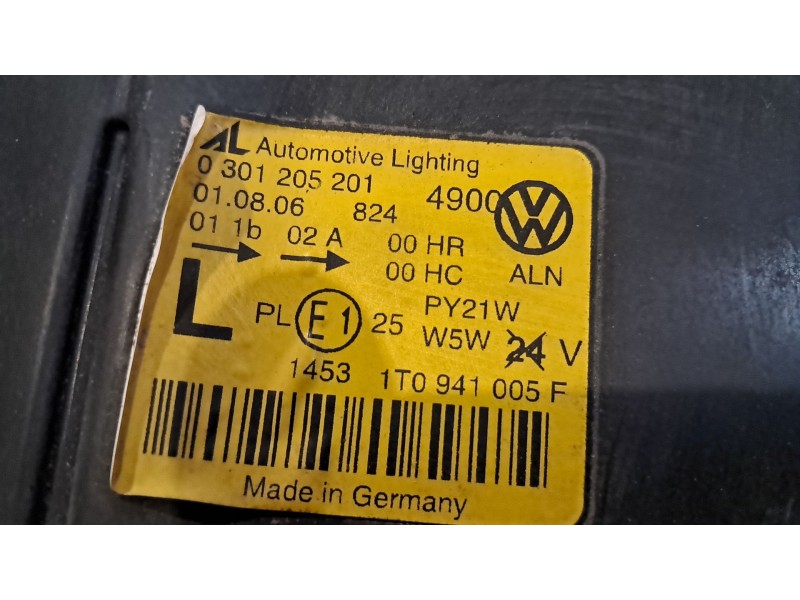 AL Automotive Lighting
0 301 205 201 4900
01.08.06 824
01 1b 02 A 00 HR
00 HC ALN
L PL E1 25 PY21W
W5W 24 V
1453 1T0 941 005 F
Made in Germany